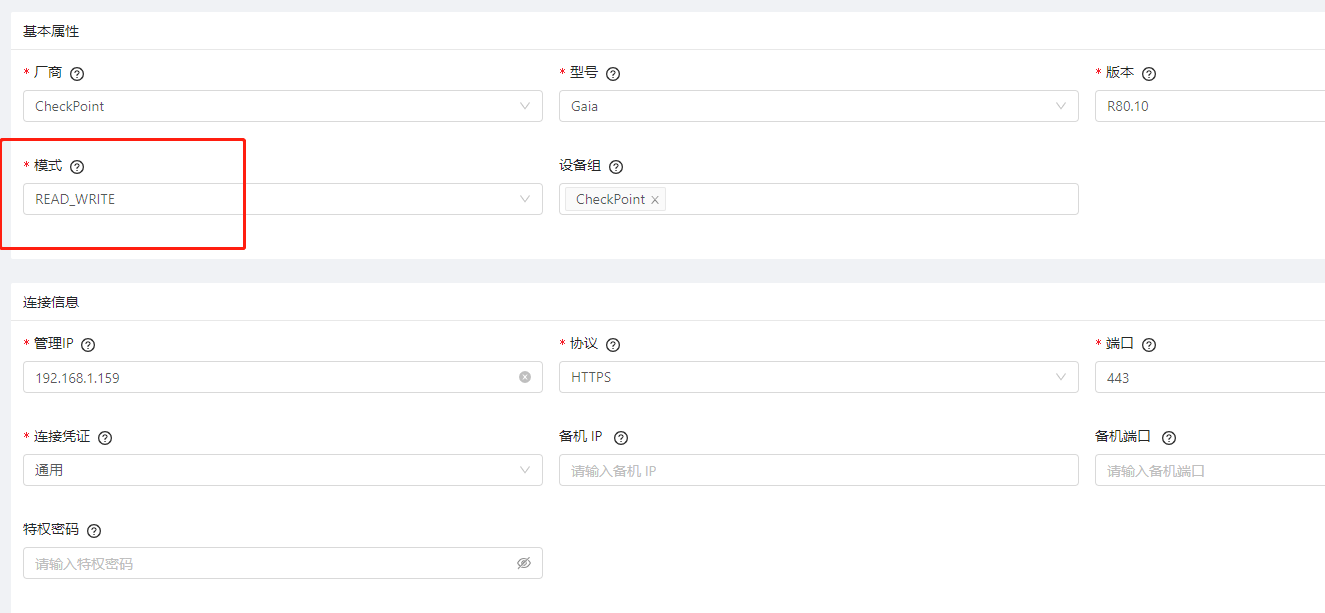 基本属性
* 厂商 * 型号 * 版本
CheckPoint Gaia R80.10
* 模式 设备组
READ_WRITE CheckPoint
连接信息
* 管理IP * 协议 * 端口
192.168.1.159 HTTPS 443
* 连接凭证 备机 IP 备机端口
通用 请输入备机 IP 请输入备机端口
特权密码
请输入特权密码